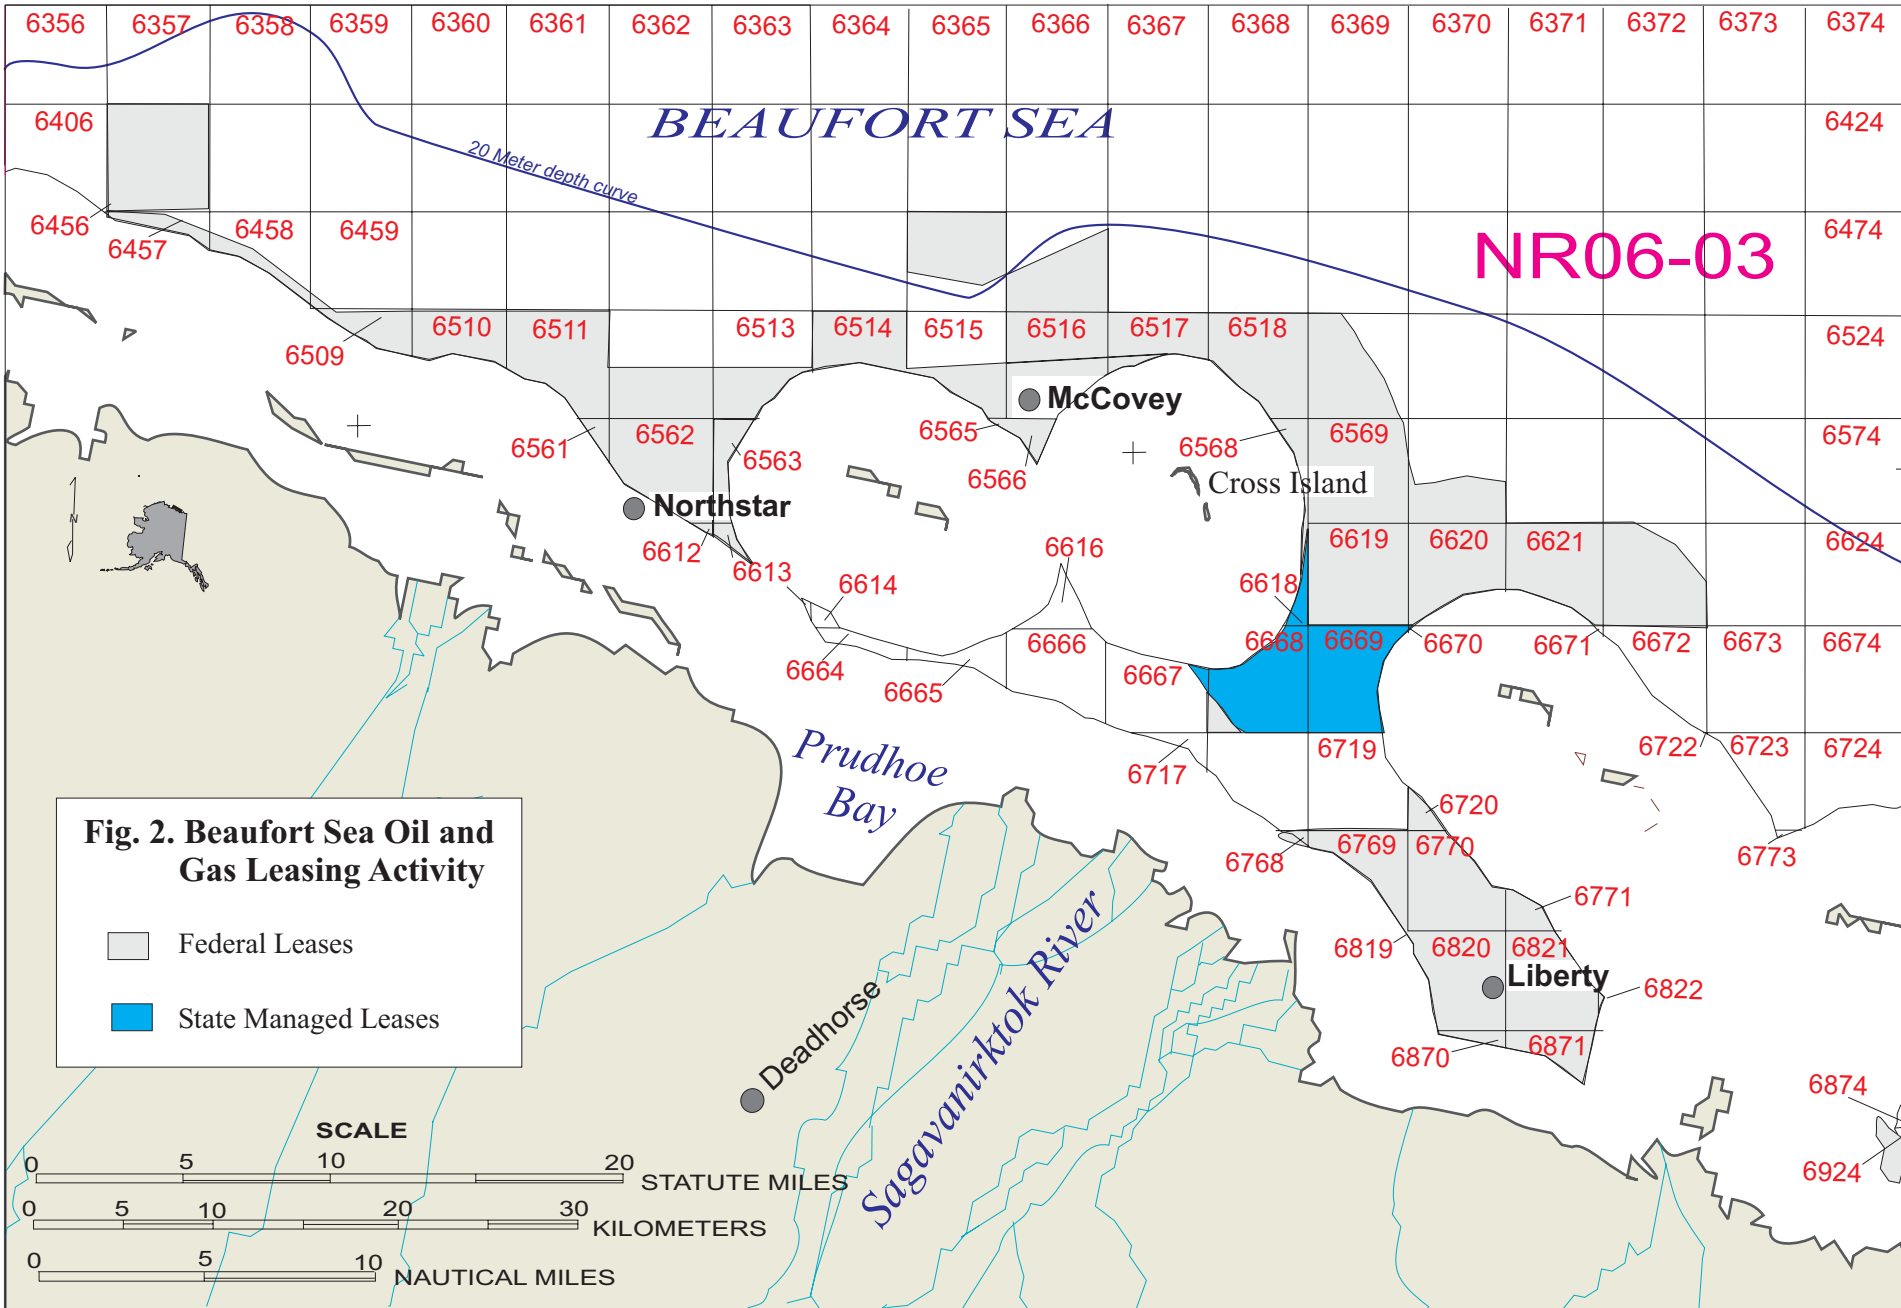 6356 6357 6358 6359 6360 6361 6362 6363 6364 6365 6366 6367 6368 6369 6370 6371 6372 6373 6374
6406 BEAUFORT SEA 6424
20 Meter depth curve
6456 6457 6458 6459 6474
NR06-03
6509 6510 6511 6513 6514 6515 6516 6517 6518 6524
McCovey
6561 6562 6563 6565 6566 6568 6569 6574
Cross Island
Northstar
N
6612 6613 6614 6616 6618 6619 6620 6621 6624
6664 6665 6666 6667 6668 6669 6670 6671 6672 6673 6674
Prudhoe
Bay
6717 6719 6720 6722 6723 6724
6768 6769 6770 6771 6773
Fig. 2. Beaufort Sea Oil and
Gas Leasing Activity
Federal Leases
State Managed Leases
6819 6820 6821 6822
Liberty
6870 6871 6874
6924
Deadhorse
Sagavanirktok River
SCALE
0 5 10 20 STATUTE MILES
0 5 10 20 30 KILOMETERS
0 5 10 NAUTICAL MILES